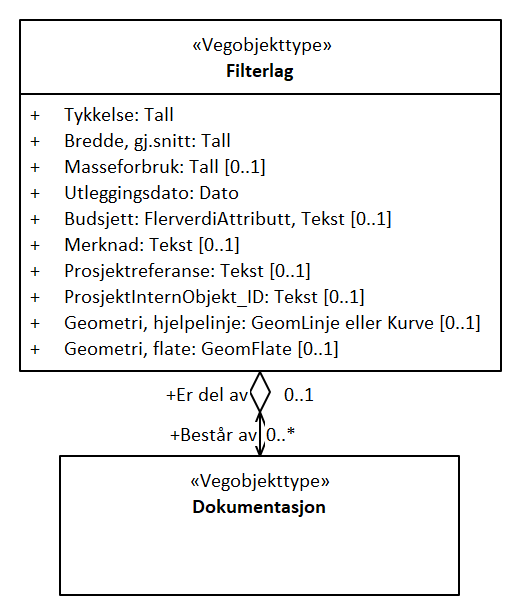 «Vegobjekttype»
Filterlag
+ Tykkelse: Tall
+ Bredde, gj.snitt: Tall
+ Masseforbruk: Tall [0..1]
+ Utleggingsdato: Dato
+ Budsjett: FlerverdiAttributt, Tekst [0..1]
+ Merknad: Tekst [0..1]
+ Prosjektreferanse: Tekst [0..1]
+ ProsjektInternObjekt_ID: Tekst [0..1]
+ Geometri, hjelpelinje: GeomLinje eller Kurve [0..1]
+ Geometri, flate: GeomFlate [0..1]
+Er del av 0..1
+Består av 0..*
«Vegobjekttype»
Dokumentasjon